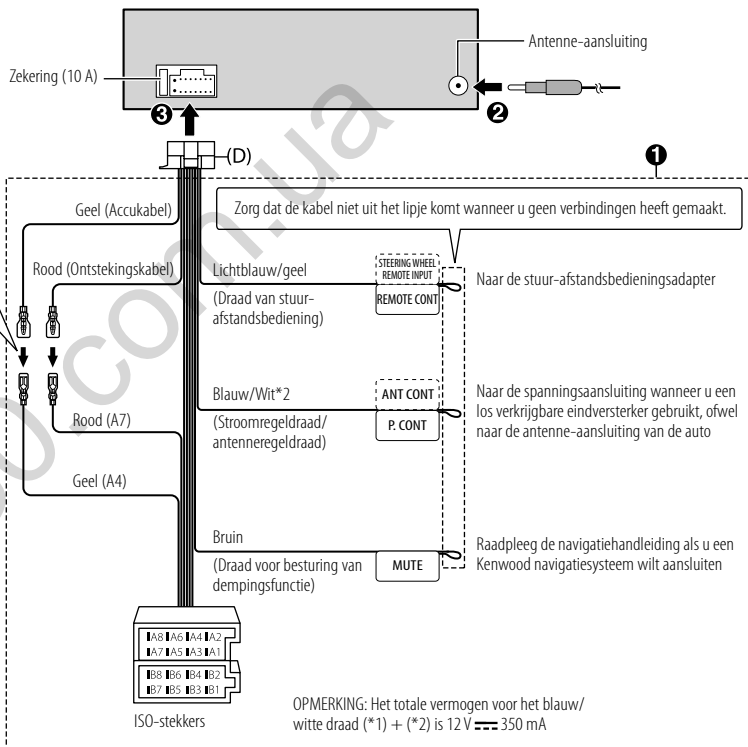 Antenne-aansluiting
Zekering (10 A)
❸
❷
(D)
❶
Geel (Accukabel)
Zorg dat de kabel niet uit het lipje komt wanneer u geen verbindingen heeft gemaakt.
Rood (Ontstekingskabel)
Lichtblauw/geel
(Draad van stuur-
afstandsbediening)
STEERING WHEEL
REMOTE INPUT
REMOTE CONT
Naar de stuur-afstandsbedieningsadapter
Blauw/Wit*2
(Stroomregeldraad/
antenneregeldraad)
ANT CONT
P. CONT
Naar de spanningsaansluiting wanneer u een
los verkrijgbare eindversterker gebruikt, ofwel
naar de antenne-aansluiting van de auto
Rood (A7)
Geel (A4)
Bruin
(Draad voor besturing van
dempingsfunctie)
MUTE
Raadpleeg de navigatiehandleiding als u een
Kenwood navigatiesysteem wilt aansluiten
A8 A6 A4 A2
A7 A5 A3 A1
B8 B6 B4 B2
B7 B5 B3 B1
ISO-stekkers
OPMERKING: Het totale vermogen voor het blauw/
witte draad (*1) + (*2) is 12 V ⎓ 350 mA
.com.ua